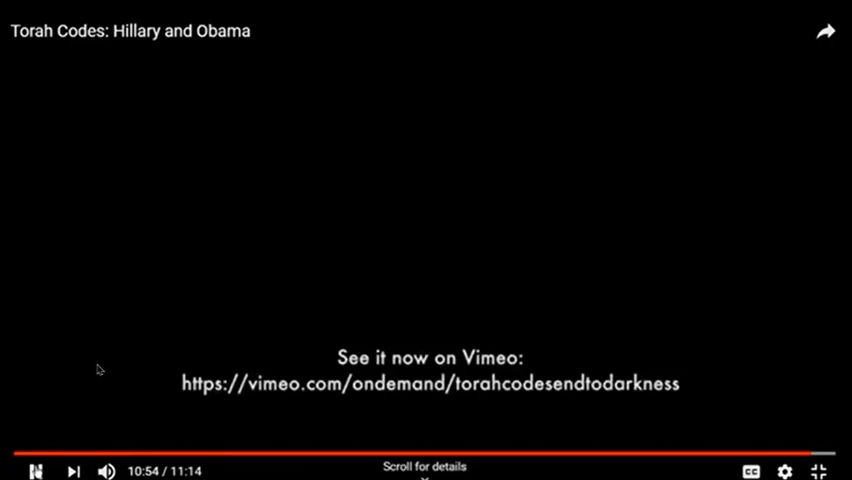 Torah Codes: Hillary and Obama
See it now on Vimeo:
https://vimeo.com/ondemand/torahcodesendtodarkness
10:54 / 11:14
Scroll for details
CC